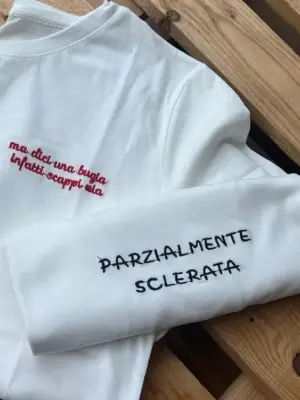 ma dici una bugia
infatti scappi via
PARZIALMENTE
SCLERATA